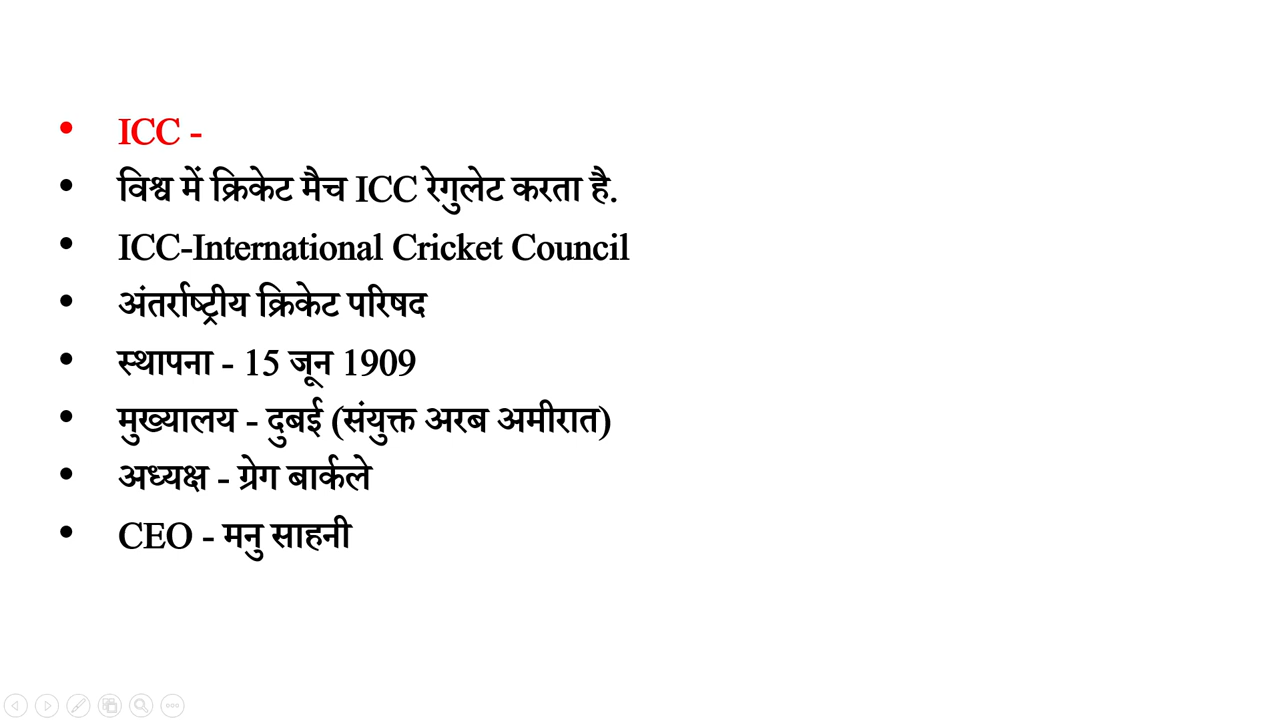 • ICC -
• विश्व में क्रिकेट मैच ICC रेगुलेट करता है.
• ICC-International Cricket Council
• अंतर्राष्ट्रीय क्रिकेट परिषद
• स्थापना - 15 जून 1909
• मुख्यालय - दुबई (संयुक्त अरब अमीरात)
• अध्यक्ष - ग्रेग बार्कले
• CEO - मनु साहनी